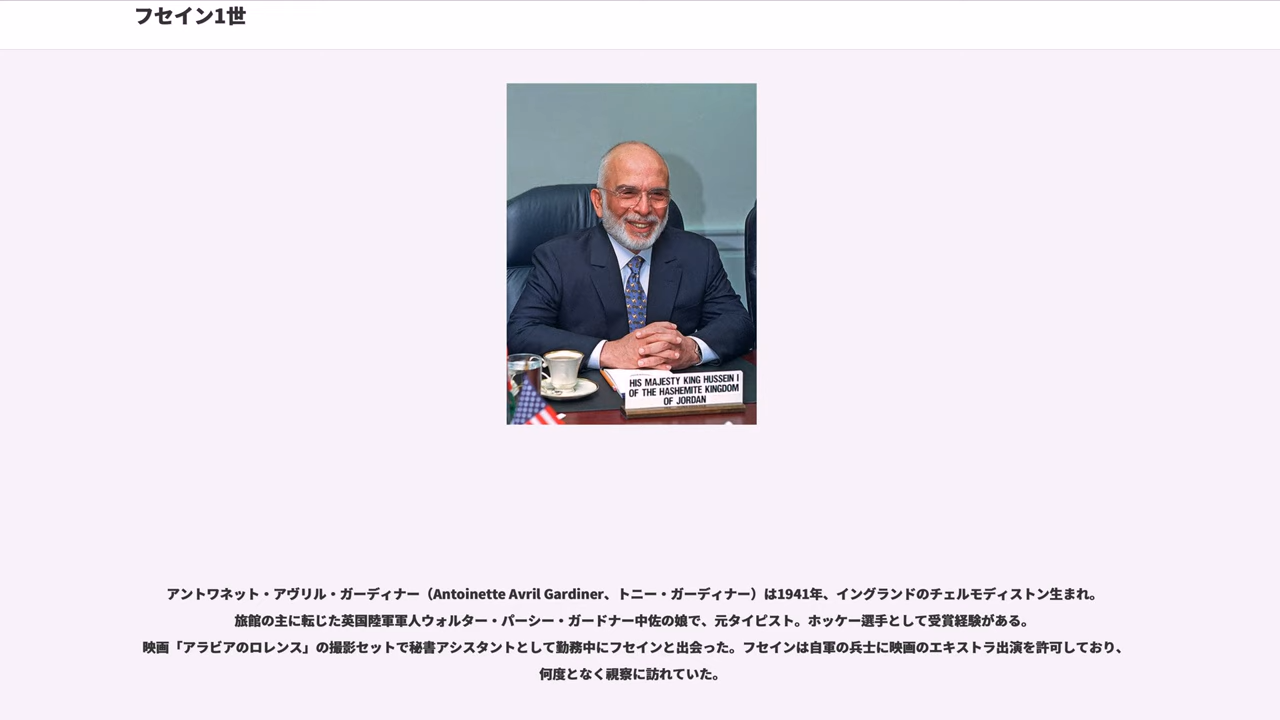 フセイン1世
HIS MAJESTY KING HUSSEIN I
OF THE HASHEMITE KINGDOM
OF JORDAN
アントワネット・アヴリル・ガーディナー（Antoinette Avril Gardiner、トニー・ガーディナー）は1941年、イングランドのチェルモディストン生まれ。
旅館の主に転じた英国陸軍軍人ウォルター・パーシー・ガードナー中佐の娘で、元タイピスト。ホッケー選手として受賞経験がある。
映画「アラビアのロレンス」の撮影セットで秘書アシスタントとして勤務中にフセインと出会った。フセインは自軍の兵士に映画のエキストラ出演を許可しており、
何度となく視察に訪れていた。